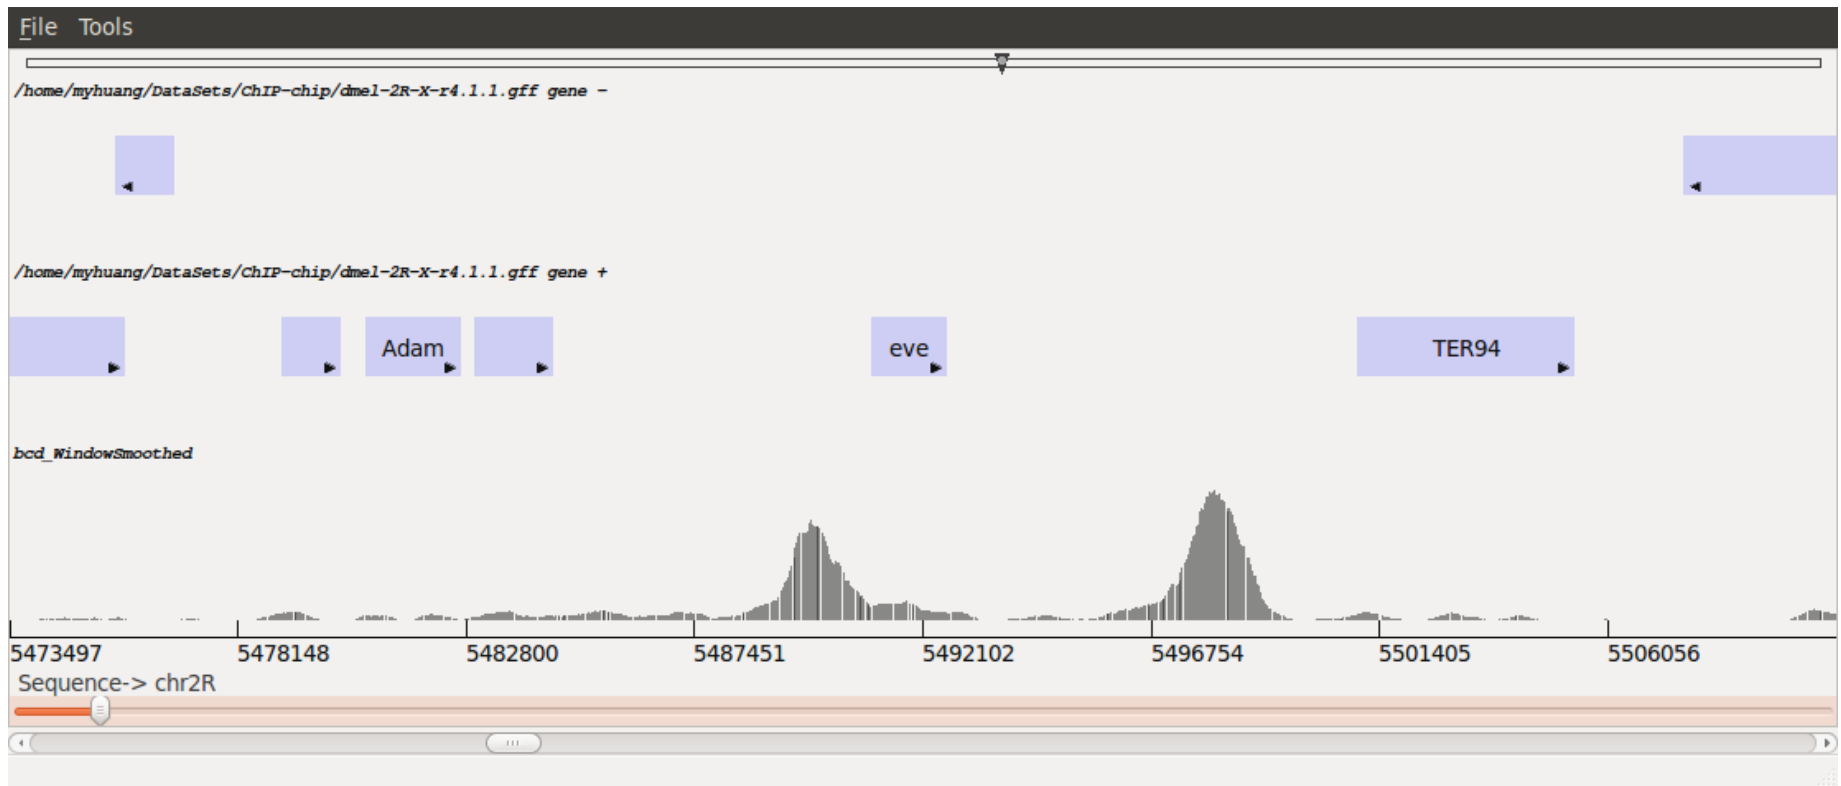 File Tools
/home/myhuang/DataSets/ChIP-chip/dmel-2R-X-r4.1.1.gff gene -
/home/myhuang/DataSets/ChIP-chip/dmel-2R-X-r4.1.1.gff gene +
Adam eve TER94
bcd_WindowSmoothed
5473497 5478148 5482800 5487451 5492102 5496754 5501405 5506056
Sequence-> chr2R